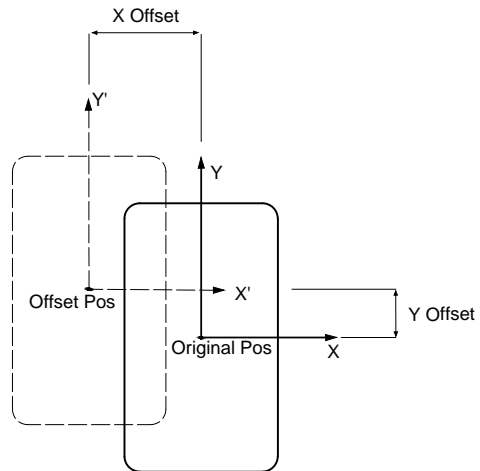 X Offset
Y'
Y
Offset Pos
X'
Y Offset
Original Pos
X